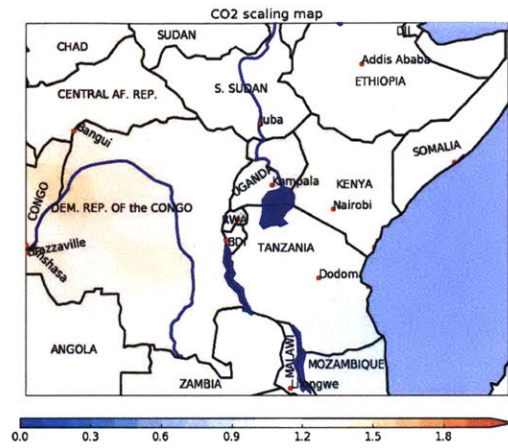 CO2 scaling map
SUDAN
CHAD
DJI.
Addis Ababa
ETHIOPIA
S. SUDAN
CENTRAL AF. REP.
Juba
Bangui
SOMALIA
UGANDA
Kampala
KENYA
CONGO
DEM. REP. OF the CONGO
Nairobi
RWA
BDI
TANZANIA
Brazzaville
Kinshasa
Dodoma
ANGOLA
MALAWI
MOZAMBIQUE
ZAMBIA
Lilongwe
0.0 0.3 0.6 0.9 1.2 1.5 1.8